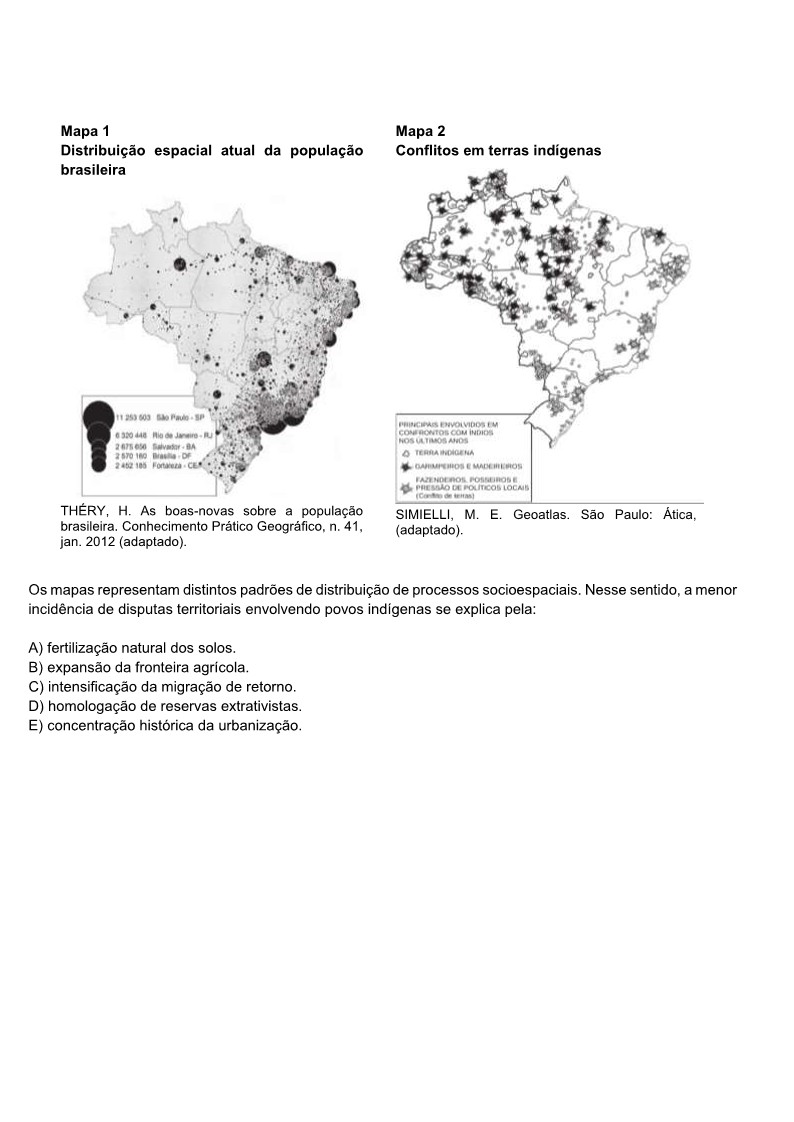 Mapa 1
Distribuição espacial atual da população
brasileira
11 253 503 São Paulo - SP
6 320 446 Rio de Janeiro - RJ
2 675 656 Salvador - BA
2 570 160 Brasília - DF
2 452 185 Fortaleza - CE
THÉRY, H. As boas-novas sobre a população
brasileira. Conhecimento Prático Geográfico, n. 41,
jan. 2012 (adaptado).
Mapa 2
Conflitos em terras indígenas
PRINCIPAIS ENVOLVIDOS EM
CONFRONTOS COM ÍNDIOS
NOS ÚLTIMOS ANOS
TERRA INDÍGENA
GARIMPEIROS E MADEIREIROS
FAZENDEIROS, POSSEIROS E
PRESSÃO DE POLÍTICOS LOCAIS
(Conflito de terras)
SIMIELLI, M. E. Geoatlas. São Paulo: Ática,
(adaptado).
Os mapas representam distintos padrões de distribuição de processos socioespaciais. Nesse sentido, a menor
incidência de disputas territoriais envolvendo povos indígenas se explica pela:
A) fertilização natural dos solos.
B) expansão da fronteira agrícola.
C) intensificação da migração de retorno.
D) homologação de reservas extrativistas.
E) concentração histórica da urbanização.